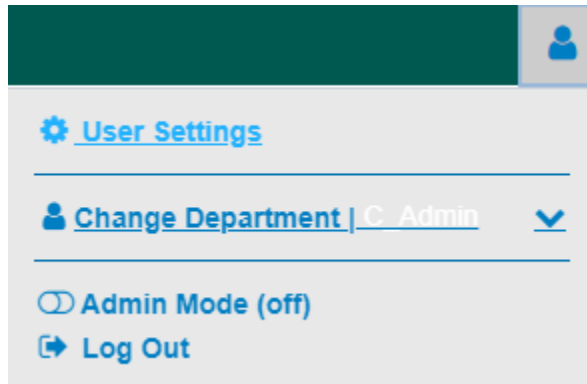 User Settings
Change Department | C_Admin
Admin Mode (off)
Log Out